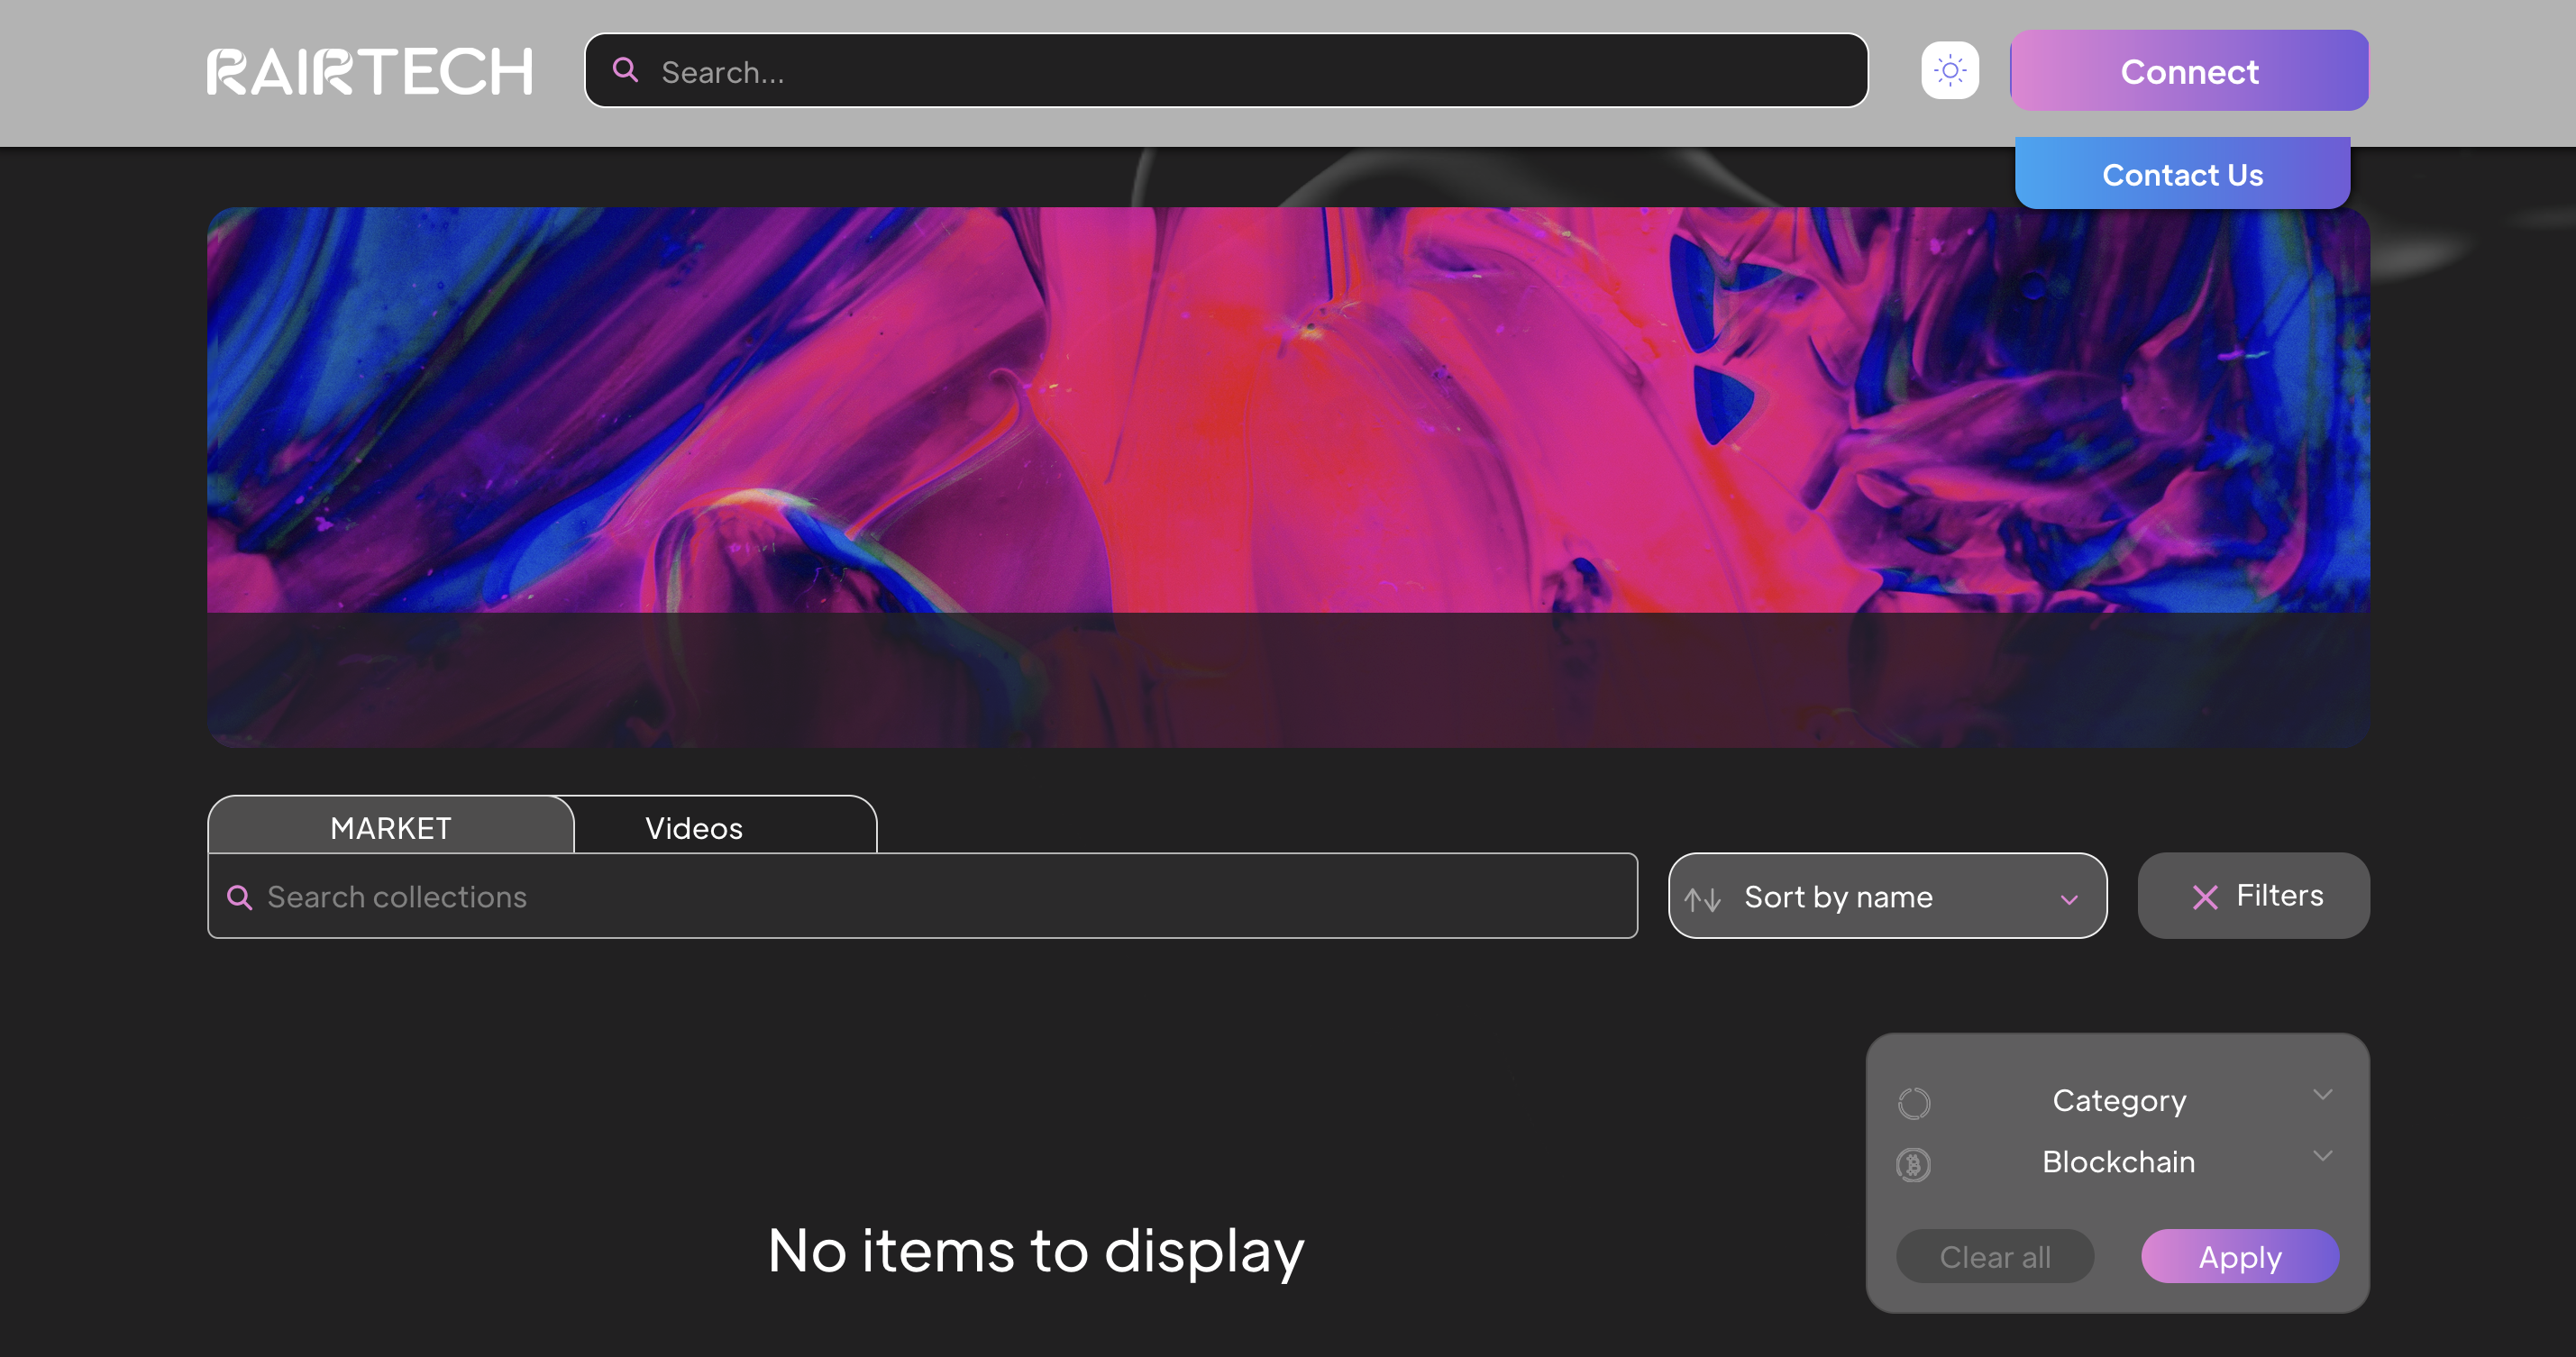 RAIRTECH
Search...
Connect
Contact Us
MARKET
Videos
Search collections
Sort by name
Filters
Category
Blockchain
No items to display
Clear all
Apply